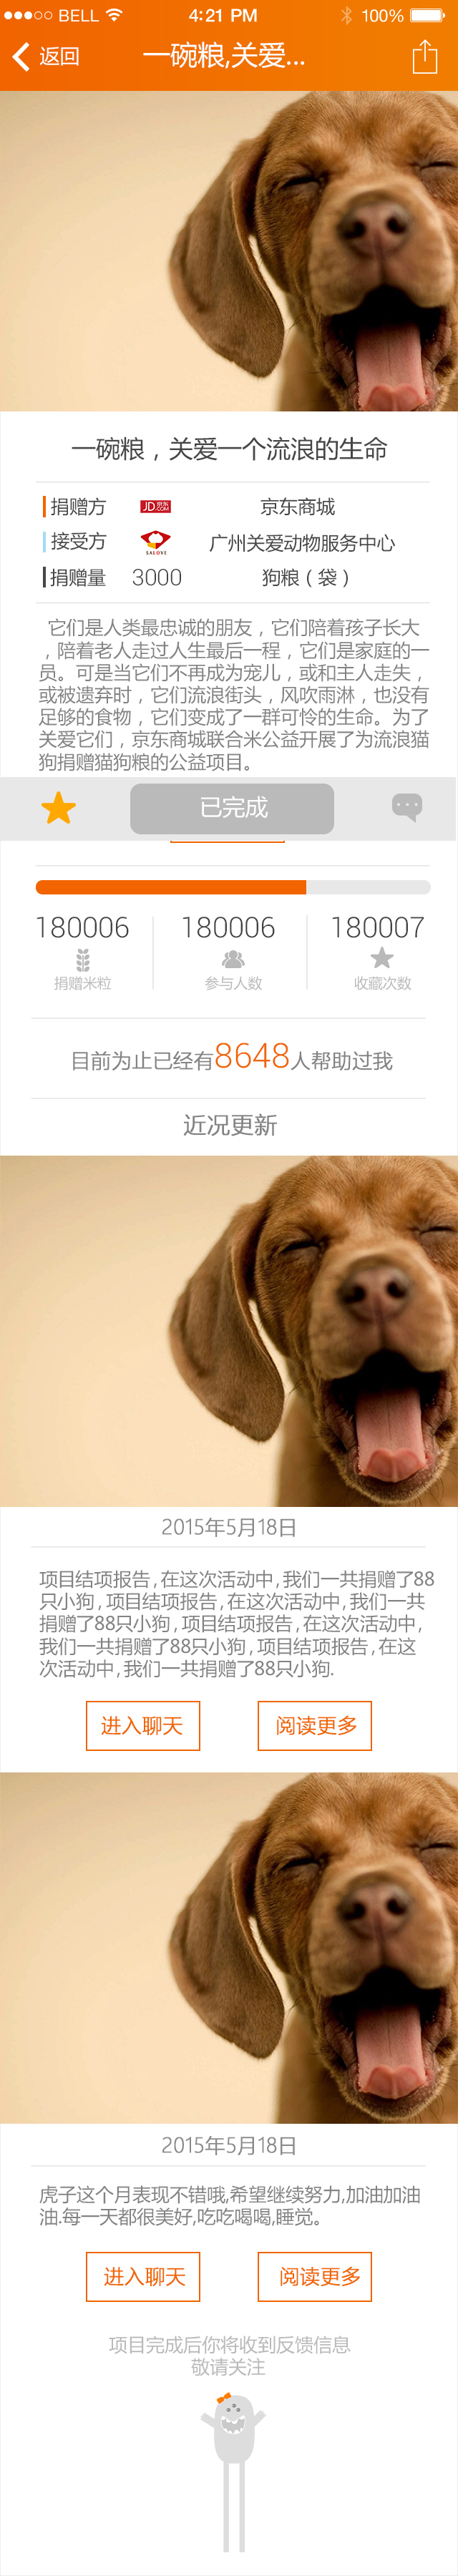 BELL 4:21 PM 100%
返回 一碗粮,关爱...
一碗粮，关爱一个流浪的生命
捐赠方 JD 京东 .COM 京东商城
接受方 SALOVE 广州关爱动物服务中心
捐赠量 3000 狗粮（袋）
它们是人类最忠诚的朋友，它们陪着孩子长大
，陪着老人走过人生最后一程，它们是家庭的一
员。可是当它们不再成为宠儿，或和主人走失，
或被遗弃时，它们流浪街头，风吹雨淋，也没有
足够的食物，它们变成了一群可怜的生命。为了
关爱它们，京东商城联合米公益开展了为流浪猫
狗捐赠猫狗粮的公益项目。
已完成
180006 180006 180007
捐赠米粒 参与人数 收藏次数
目前为止已经有8648人帮助过我
近况更新
2015年5月18日
项目结项报告,在这次活动中,我们一共捐赠了88
只小狗,项目结项报告,在这次活动中,我们一共
捐赠了88只小狗,项目结项报告,在这次活动中,
我们一共捐赠了88只小狗,项目结项报告,在这
次活动中,我们一共捐赠了88只小狗.
进入聊天 阅读更多
2015年5月18日
虎子这个月表现不错哦,希望继续努力,加油加油
油.每一天都很美好,吃吃喝喝,睡觉。
进入聊天 阅读更多
项目完成后你将收到反馈信息
敬请关注